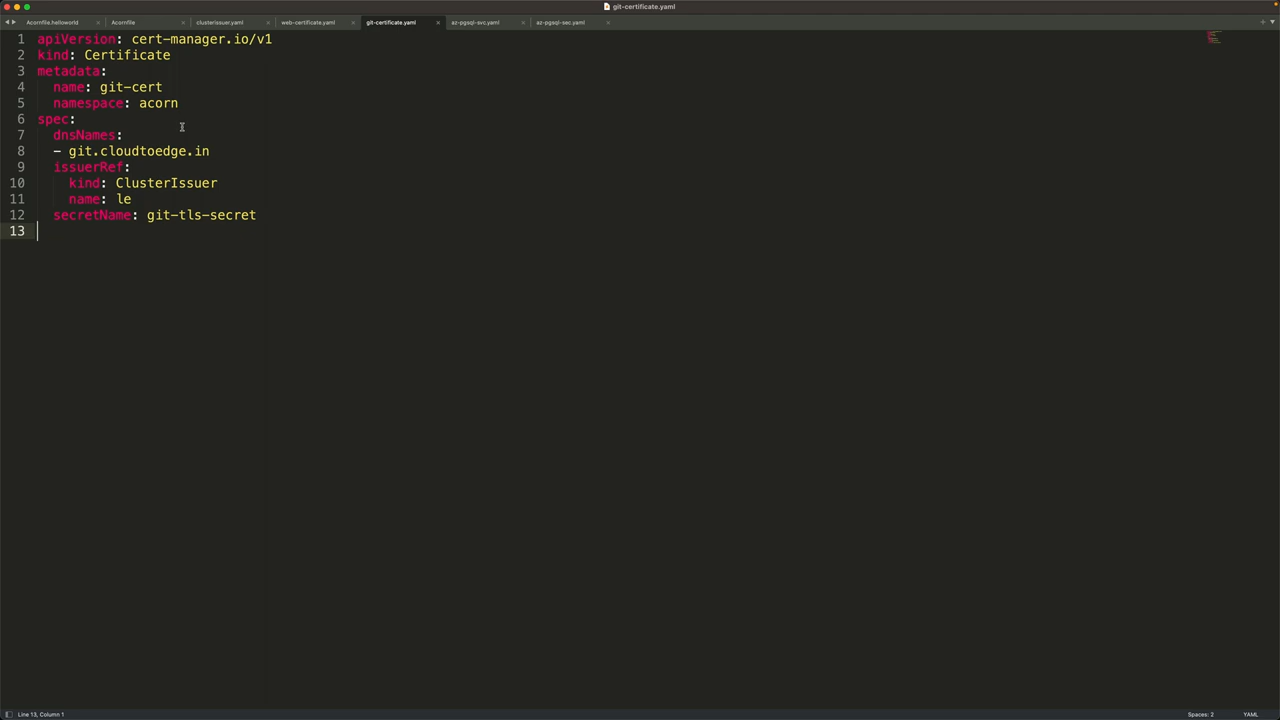 git-certificate.yaml
Acornfile.helloworld × Acornfile × clusterissuer.yaml × web-certificate.yaml × git-certificate.yaml × az-pgsql-svc.yaml × az-pgsql-sec.yaml ×
1 apiVersion: cert-manager.io/v1
2 kind: Certificate
3 metadata:
4 name: git-cert
5 namespace: acorn
6 spec:
7 dnsNames:
8 - git.cloudtoedge.in
9 issuerRef:
10 kind: ClusterIssuer
11 name: le
12 secretName: git-tls-secret
13
Line 13, Column 1 Spaces: 2 YAML